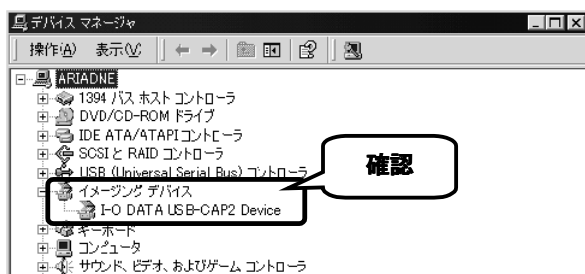 デバイス マネージャ
操作(A) 表示(V)
ARIADNE
1394 バス ホスト コントローラ
DVD/CD-ROM ドライブ
IDE ATA/ATAPI コントローラ
SCSI と RAID コントローラ
USB (Universal Serial Bus) コントローラ
確認
イメージング デバイス
I-O DATA USB-CAP2 Device
キーボード
コンピュータ
サウンド、ビデオ、およびゲーム コントローラ